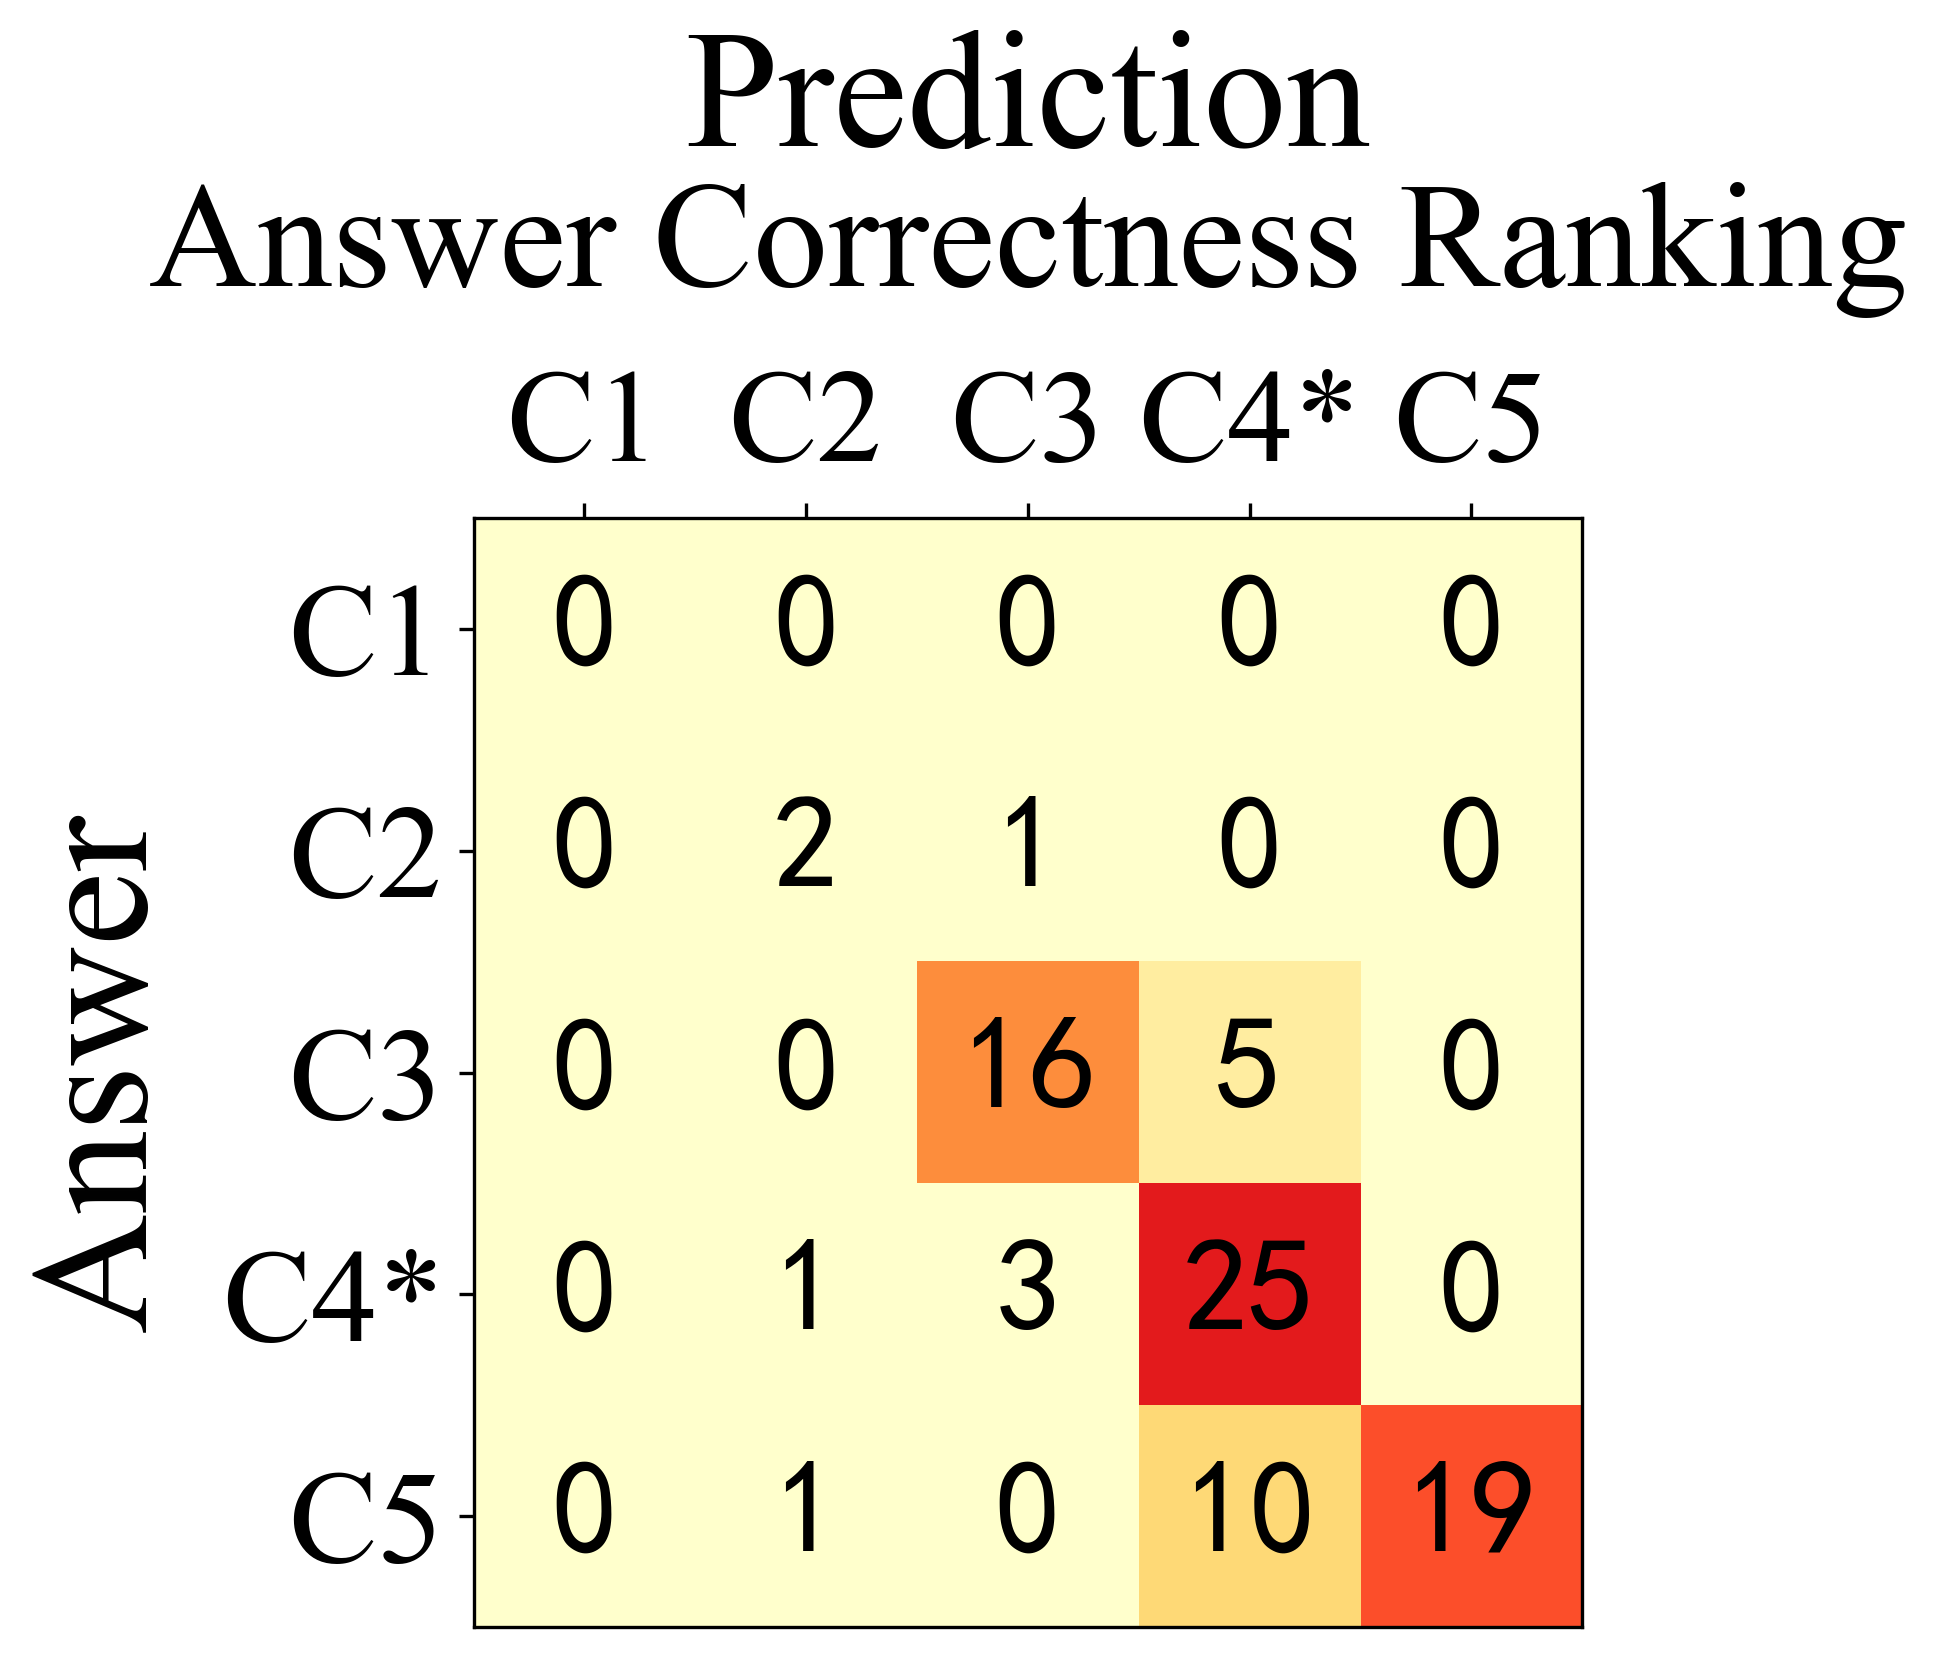 Prediction
Answer Correctness Ranking
C1 C2 C3 C4* C5
Answer
C1 0 0 0 0 0
C2 0 2 1 0 0
C3 0 0 16 5 0
C4* 0 1 3 25 0
C5 0 1 0 10 19